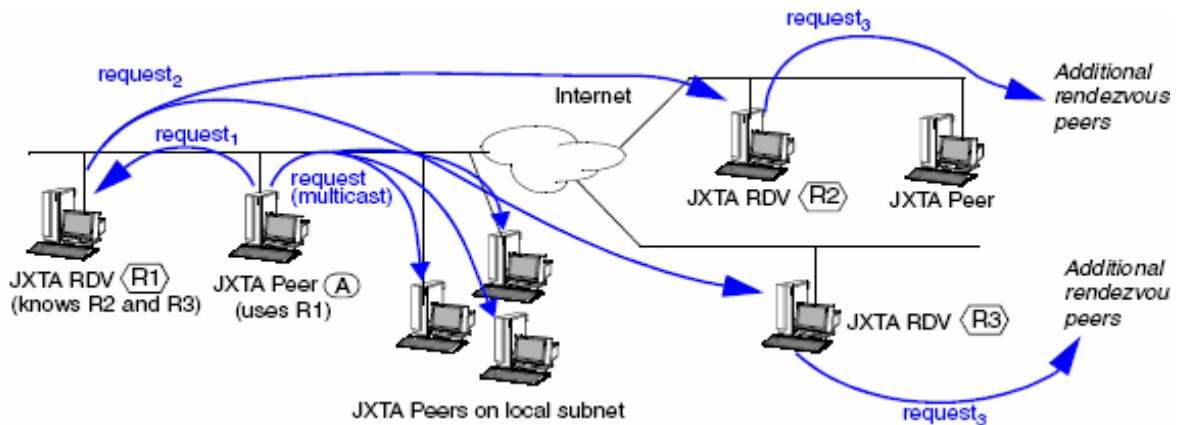 request3
request2
Internet
Additional
rendezvous
peers
request1
request
(multicast)
JXTA RDV R2
JXTA Peer
JXTA RDV R1
(knows R2 and R3)
JXTA Peer A
(uses R1)
Additional
rendezvous
peers
JXTA RDV R3
JXTA Peers on local subnet
request3